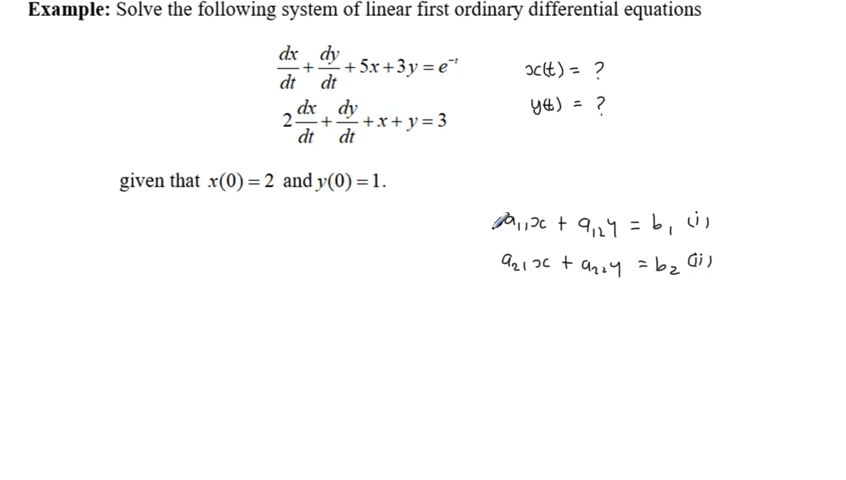 Example: Solve the following system of linear first ordinary differential equations
dx/dt + dy/dt + 5x + 3y = e^{-t}
x(t) = ?
2 dx/dt + dy/dt + x + y = 3
y(t) = ?
given that x(0) = 2 and y(0) = 1.
a₁₁x + a₁₂y = b₁ (i)
a₂₁x + a₂₂y = b₂ (ii)